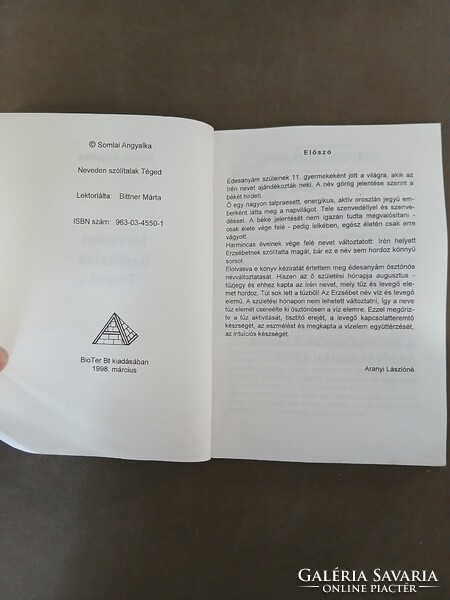 © Somlai Angyalka
Neveden szólítalak Téged
Lektoriálta: Bittner Márta
ISBN szám: 963-03-4550-1
BioTer Bt kiadásában
1998. március
Előszó
Édesanyám szüleinek 11. gyermekeként jött a világra, akik az
Irén nevet ajándékozták neki. A név görög jelentése szerint a
békét hirdeti.
Ő egy nagyon talpraesett, energikus, aktív oroszlán jegyű em-
berként látta meg a napvilágot. Tele szenvedéllyel és szenve-
déssel. A béke jelentését nem igazán tudta megvalósítani -
csak élete vége felé - pedig lelkében, egész életén csak erre
vágyott.
Harmincas éveinek vége felé nevet változtatott: Irén helyett
Erzsébetnek szólíttatta magát, bár ez e név sem hordoz könnyű
sorsot.
Elolvasva e könyv kéziratát értettem meg édesanyám ösztönös
névváltoztatását. Hiszen az ő születési hónapja augusztus -
tűzjegy és ehhez kapta az Irén nevet, mely tűz és levegő ele-
met hordoz. Túl sok lett a tűzből! Az Erzsébet név víz és levegő
elemű. A születési hónapon nem lehetett változtatni, így a neve
tűz elemét cserélte ki ösztönösen a víz elemre. Ezzel megőri-
zte a tűz aktivitását, tisztító erejét, a levegő kapcsolatteremtő
készségét, az eszmélést és megkapta a vízelem együttérzését,
az intuíciós készségét.
Aranyi Lászlóné
GALÉRIA SAVARIA
ONLINE PIACTÉR